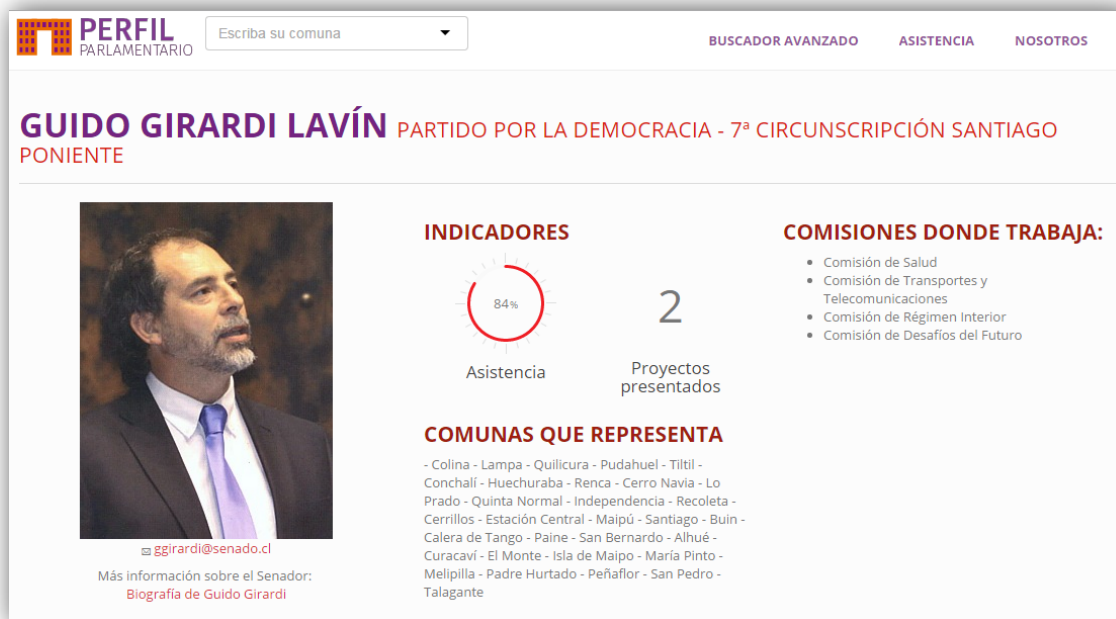 PERFIL
PARLAMENTARIO
Escriba su comuna
BUSCADOR AVANZADO
ASISTENCIA
NOSOTROS
GUIDO GIRARDI LAVÍN PARTIDO POR LA DEMOCRACIA - 7ª CIRCUNSCRIPCIÓN SANTIAGO
PONIENTE
ggirardi@senado.cl
Más información sobre el Senador:
Biografía de Guido Girardi
INDICADORES
84%
Asistencia
2
Proyectos
presentados
COMUNAS QUE REPRESENTA
- Colina - Lampa - Quilicura - Pudahuel - Tiltil -
Conchalí - Huechuraba - Renca - Cerro Navia - Lo
Prado - Quinta Normal - Independencia - Recoleta -
Cerrillos - Estación Central - Maipú - Santiago - Buin -
Calera de Tango - Paine - San Bernardo - Alhué -
Curacaví - El Monte - Isla de Maipo - María Pinto -
Melipilla - Padre Hurtado - Peñaflor - San Pedro -
Talagante
COMISIONES DONDE TRABAJA:
Comisión de Salud
Comisión de Transportes y
Telecomunicaciones
Comisión de Régimen Interior
Comisión de Desafíos del Futuro